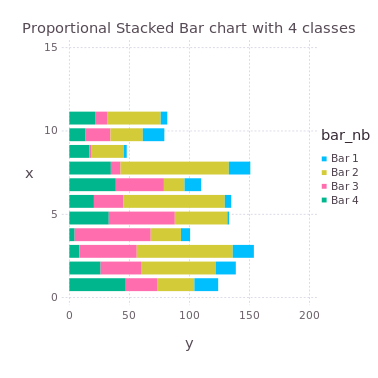 Proportional Stacked Bar chart with 4 classes
15
10
5
0
x
0 50 100 150 200
y
bar_nb
Bar 1
Bar 2
Bar 3
Bar 4